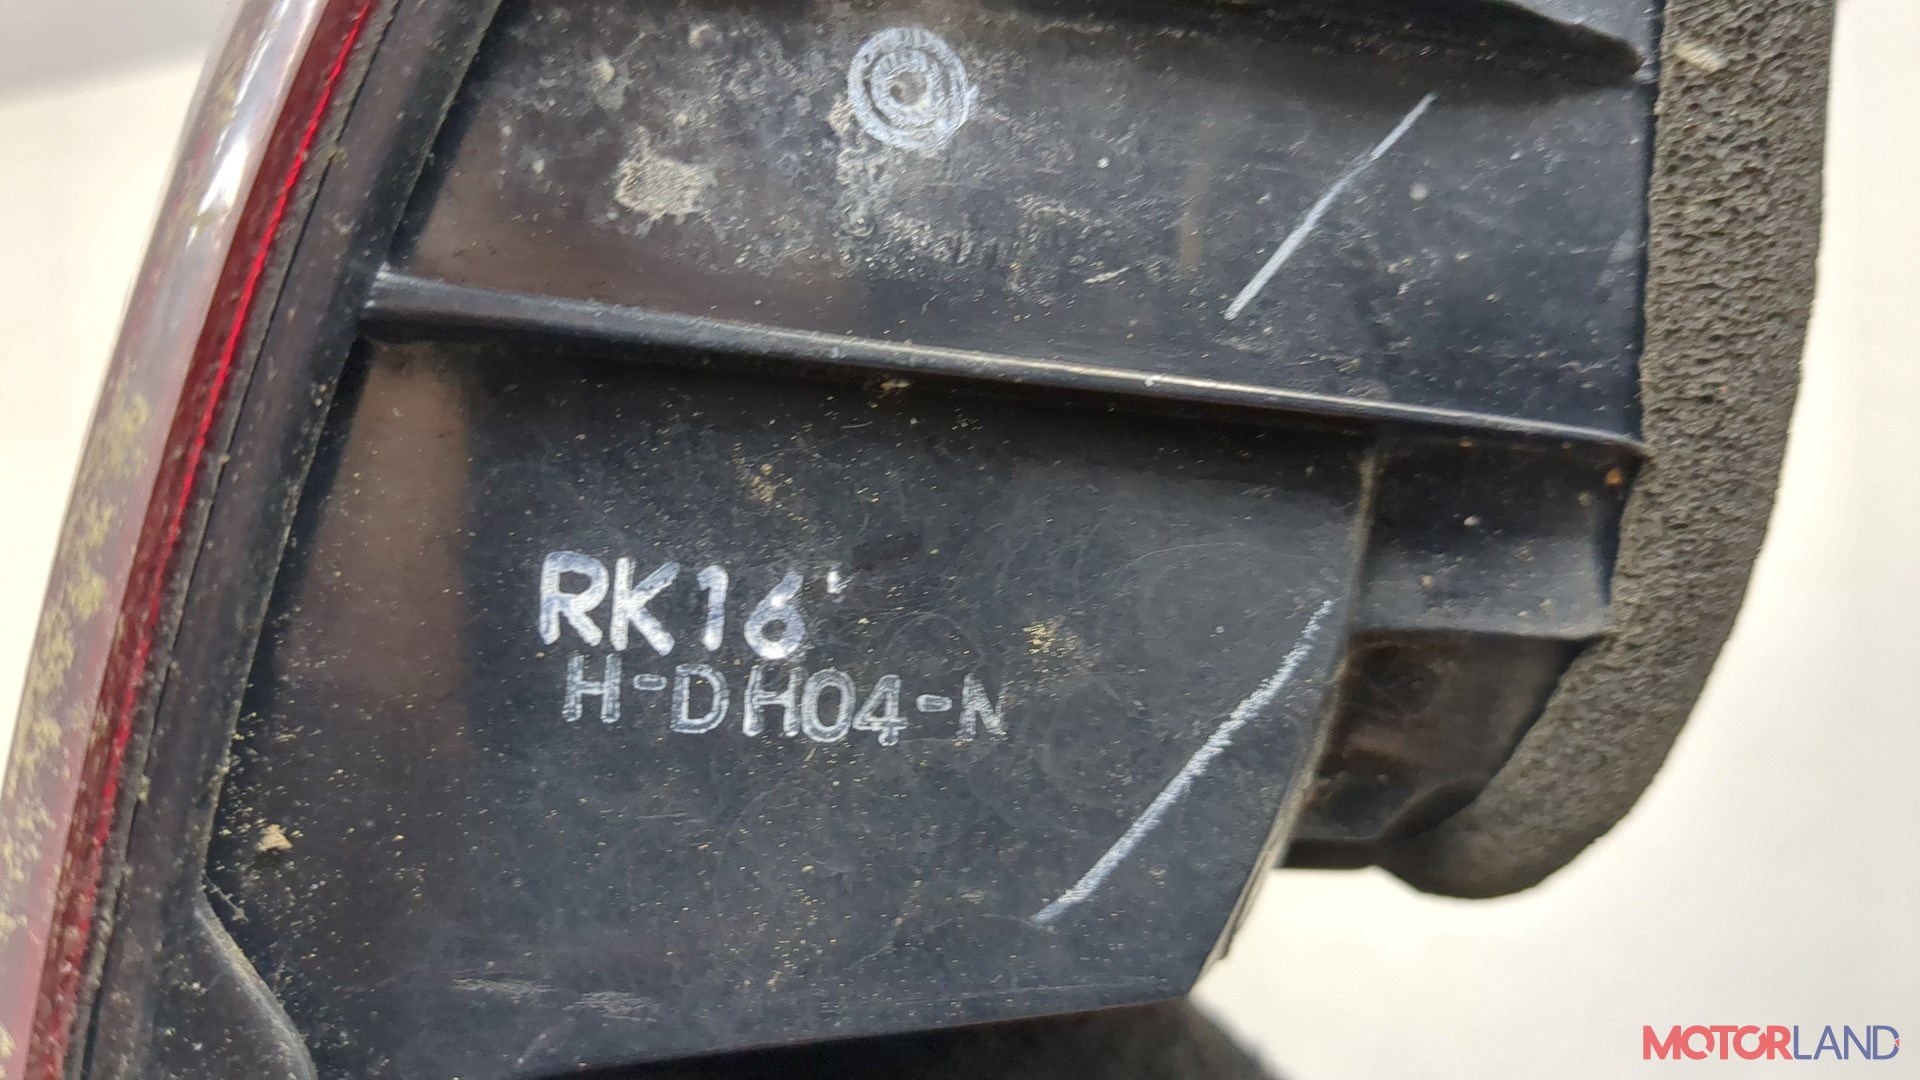 RK16
H-DH04-N
MOTORLAND